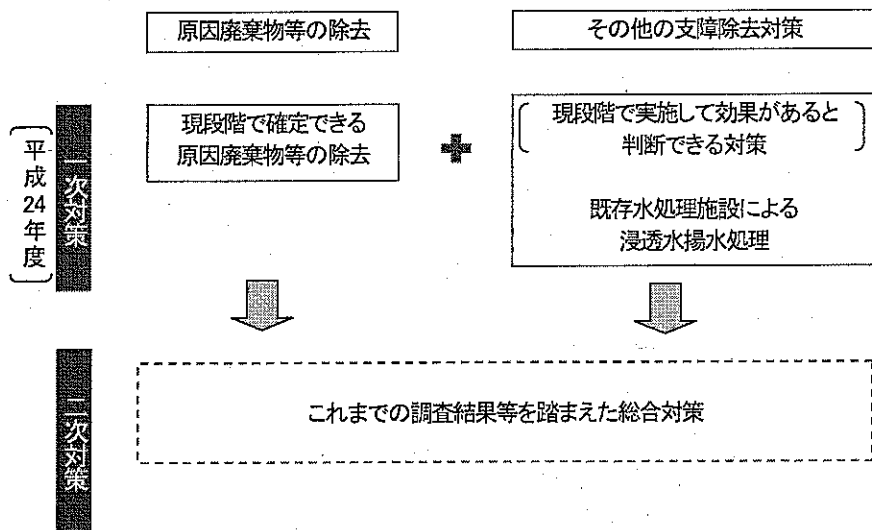 原因廃棄物等の除去
その他の支障除去対策
平成24年度
一次対策
現段階で確定できる
原因廃棄物等の除去
+
現段階で実施して効果があると
判断できる対策
既存水処理施設による
浸透水揚水処理
二次対策
これまでの調査結果等を踏まえた総合対策